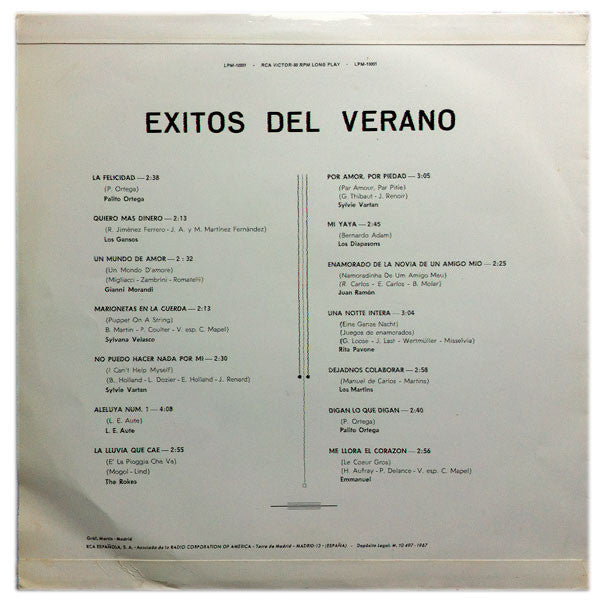 LPM-10001 - RCA VICTOR-33 RPM LONG PLAY - LPM-10001
EXITOS DEL VERANO
LA FELICIDAD — 2:38
(P. Ortega)
Palito Ortega
QUIERO MAS DINERO — 2:13
(R. Jiménez Ferrero - J. A. y M. Martínez Fernández)
Los Gansos
UN MUNDO DE AMOR — 2 : 32
(Un Mondo D'amore)
(Migliacci - Zambrini - Romatelli)
Gianni Morandi
MARIONETAS EN LA CUERDA — 2:13
(Puppet On A String)
B. Martin - P. Coulter - V. esp. C. Mapel)
Sylvana Velasco
NO PUEDO HACER NADA POR MI — 2:30
(I Can't Help Myself)
(B,. Holland - L. Dozier - E. Holland - J. Renard)
Sylvie Vartan
ALELUYA NUM. 1 — 4:08
(L. E. Aute)
L. E. Aute
LA LLUVIA QUE CAE — 2:55
(E' La Pioggia Che Va)
(Mogol - Lind)
The Rokes
POR AMOR, POR PIEDAD — 3:05
(Par Amour, Par Pitie)
(G. Thibaut - J. Renoir)
Sylvie Vartan
MI YAYA — 2:45
(Bernardo Adam)
Los Diapasons
ENAMORADO DE LA NOVIA DE UN AMIGO MIO — 2:25
(Namoradinha De Um Amigo Meu)
(R. Carlos - E. Carlos - B. Molar)
Juan Ramón
UNA NOTTE INTERA — 3:04
(Eine Ganze Nacht)
(Juegos de enamorados)
(G. Loose - J. Last - Wertmüller - Misselvia)
Rita Pavone
DEJADNOS COLABORAR — 2:58
(Manuel de Carlos - Martins)
Los Martins
DIGAN LO QUE DIGAN — 2:40
(P. Ortega)
Palito Ortega
ME LLORA EL CORAZON — 2:56
(Le Coeur Gros)
(H. Aufray - P. Delance - V. esp. C. Mapel)
Emmanuel
Gráf. Martín - Madrid
RCA ESPAÑOLA, S. A. - Asociada de la RADIO CORPORATION OF AMERICA - Torre de Madrid - MADRID-13 - (ESPAÑA) - Depósito Legal: M. 10 497 - 1967